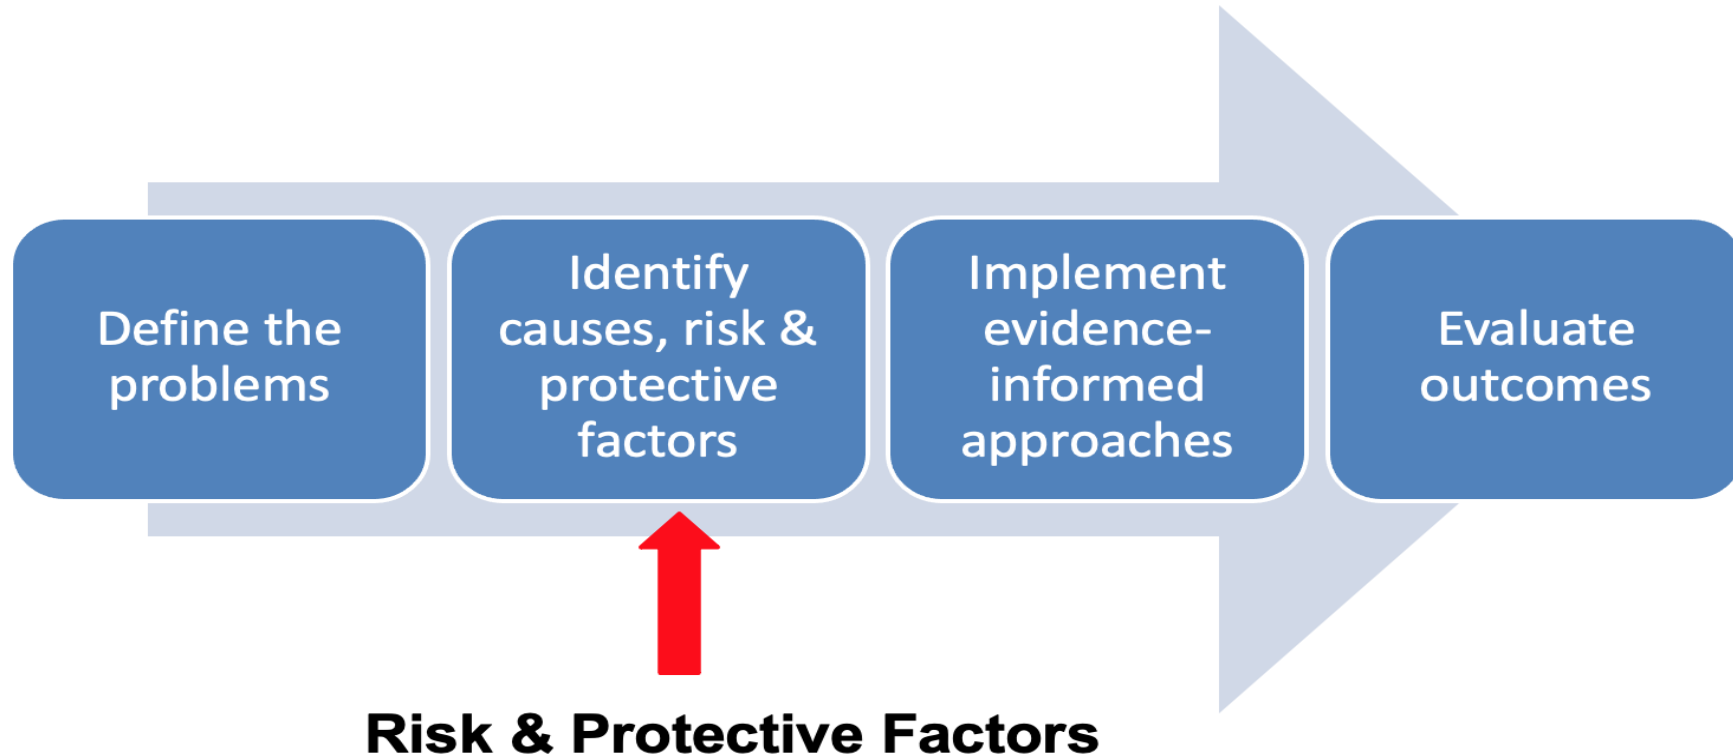 Define the
problems
Identify
causes, risk &
protective
factors
Implement
evidence-
informed
approaches
Evaluate
outcomes
Risk & Protective Factors